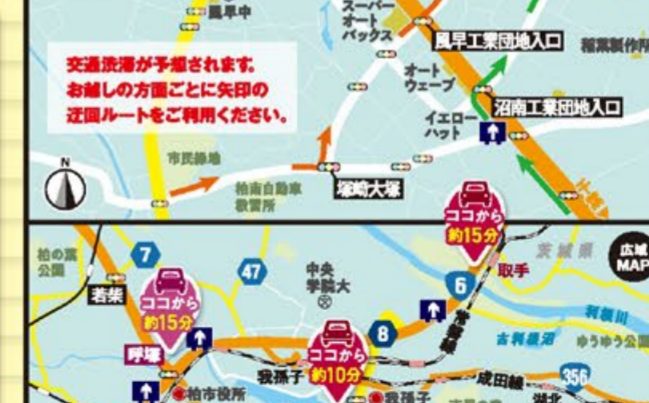 風早中
スーパー
オート
バックス
風早工業団地入口
稲葉製作所
交通渋滞が予想されます。
お越しの方面ごとに矢印の
迂回ルートをご利用ください。
オート
ウェーブ
沼南工業団地入口
イエロー
ハット
市民緑地
N
柏南自動車
教習所
塚崎大塚
ココから
約15分
茨城県
広域
MAP
柏の葉
公園
7
47
中央
学院大
6
取手
若柴
ココから
約15分
利根川
8
常磐線
古利根沼
ゆうゆう公園
呼塚
ココから
約10分
我孫子
成田線
356
柏市役所
我孫子
湖北